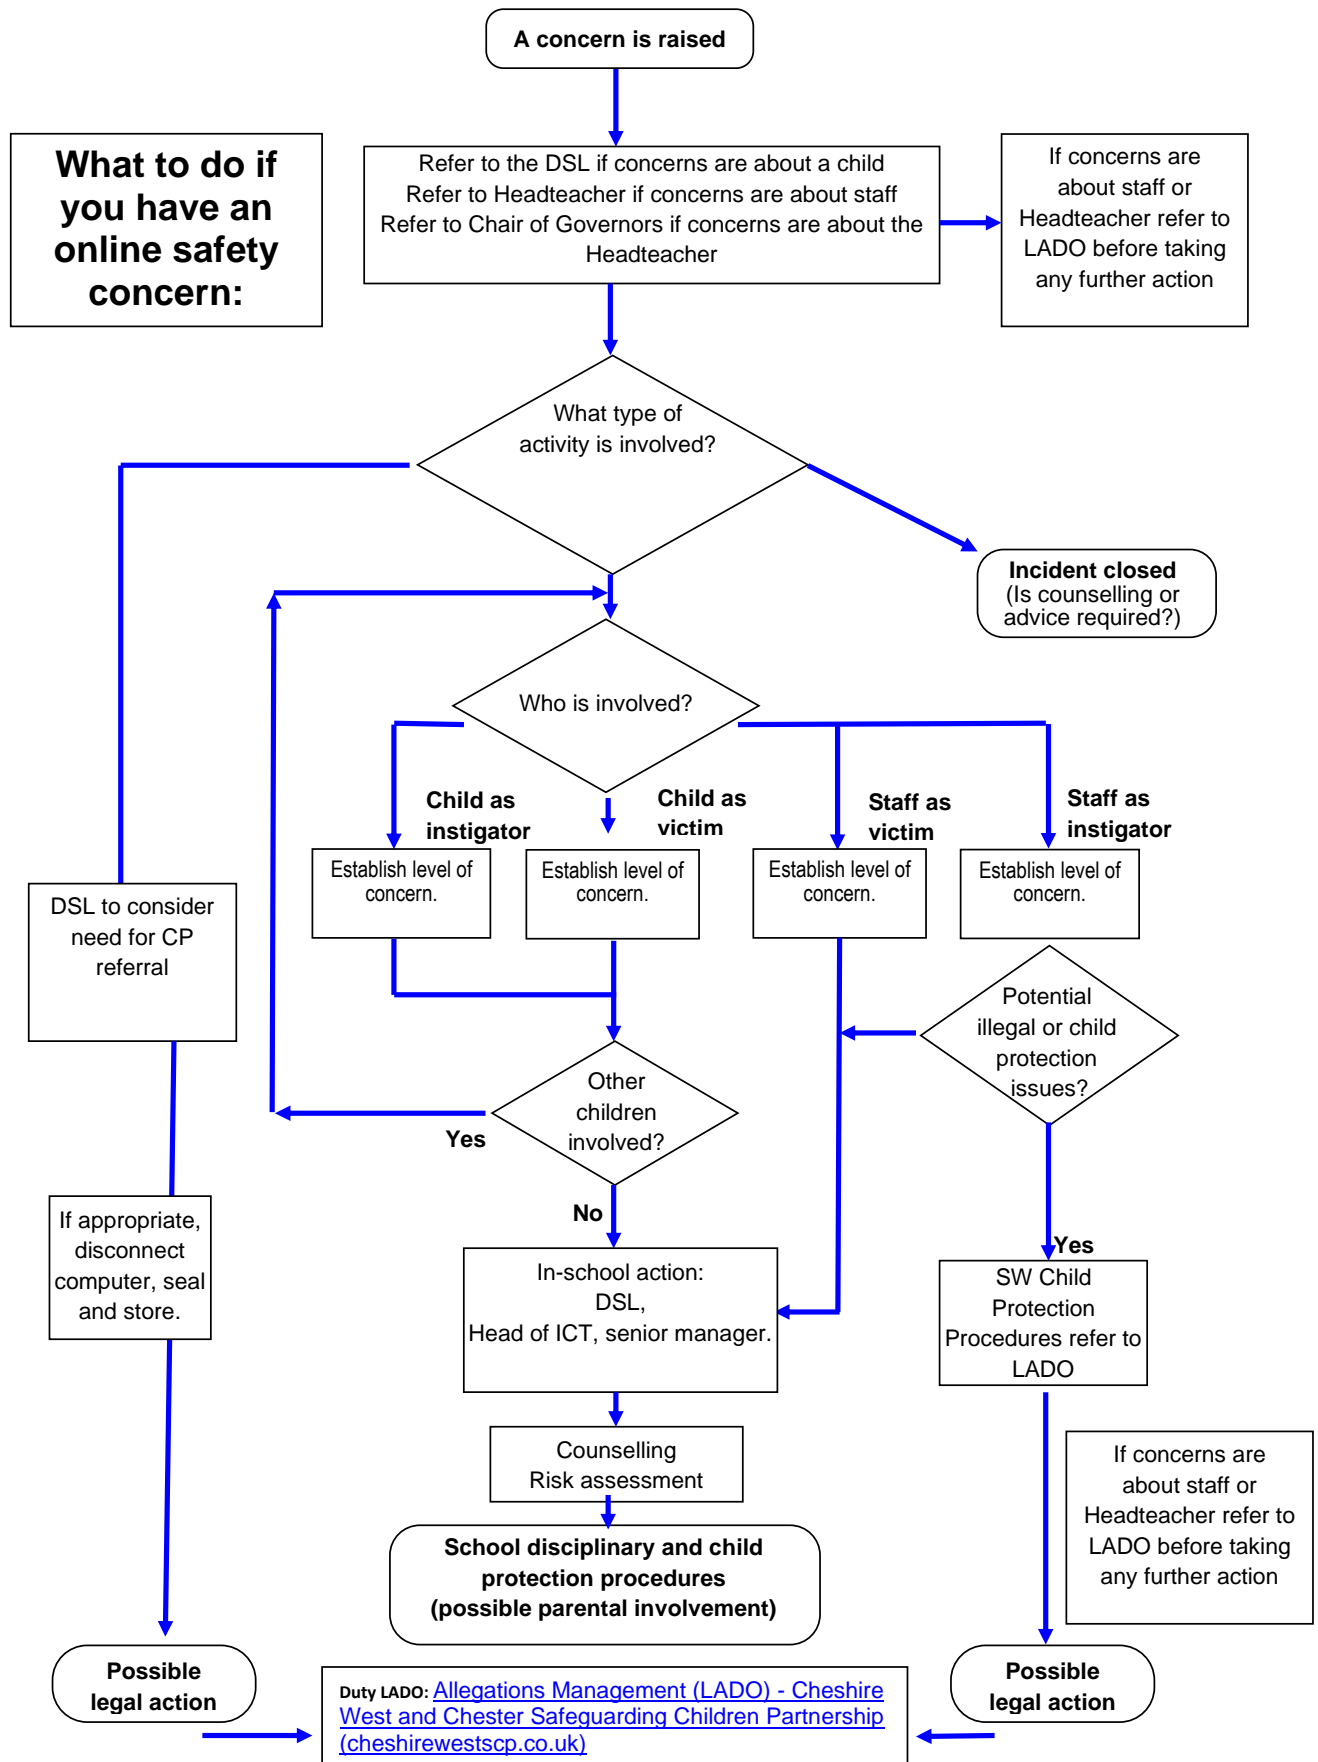 A concern is raised
What to do if
you have an
online safety
concern:
Refer to the DSL if concerns are about a child
Refer to Headteacher if concerns are about staff
Refer to Chair of Governors if concerns are about the
Headteacher
If concerns are
about staff or
Headteacher refer to
LADO before taking
any further action
What type of
activity is involved?
Incident closed
(Is counselling or
advice required?)
Who is involved?
Child as
instigator
Child as
victim
Staff as
victim
Staff as
instigator
Establish level of
concern.
Establish level of
concern.
Establish level of
concern.
Establish level of
concern.
DSL to consider
need for CP
referral
Potential
illegal or child
protection
issues?
Other
children
involved?
Yes
No
If appropriate,
disconnect
computer, seal
and store.
Yes
In-school action:
DSL,
Head of ICT, senior manager.
SW Child
Protection
Procedures refer to
LADO
Counselling
Risk assessment
If concerns are
about staff or
Headteacher refer to
LADO before taking
any further action
School disciplinary and child
protection procedures
(possible parental involvement)
Possible
legal action
Possible
legal action
Duty LADO: Allegations Management (LADO) - Cheshire
West and Chester Safeguarding Children Partnership
(cheshirewestscp.co.uk)